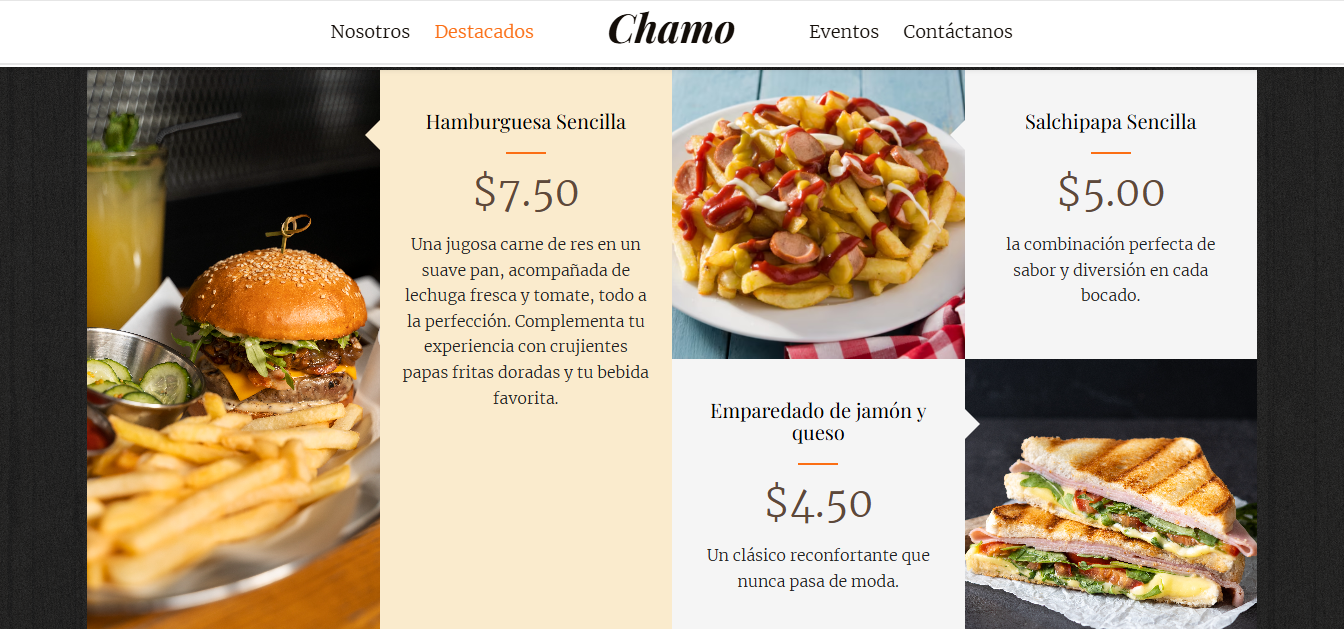 Nosotros Destacados Chamo Eventos Contáctanos
Hamburguesa Sencilla
$7.50
Una jugosa carne de res en un
suave pan, acompañada de
lechuga fresca y tomate, todo a
la perfección. Complementa tu
experiencia con crujientes
papas fritas doradas y tu bebida
favorita.
Salchipapa Sencilla
$5.00
la combinación perfecta de
sabor y diversión en cada
bocado.
Emparedado de jamón y
queso
$4.50
Un clásico reconfortante que
nunca pasa de moda.